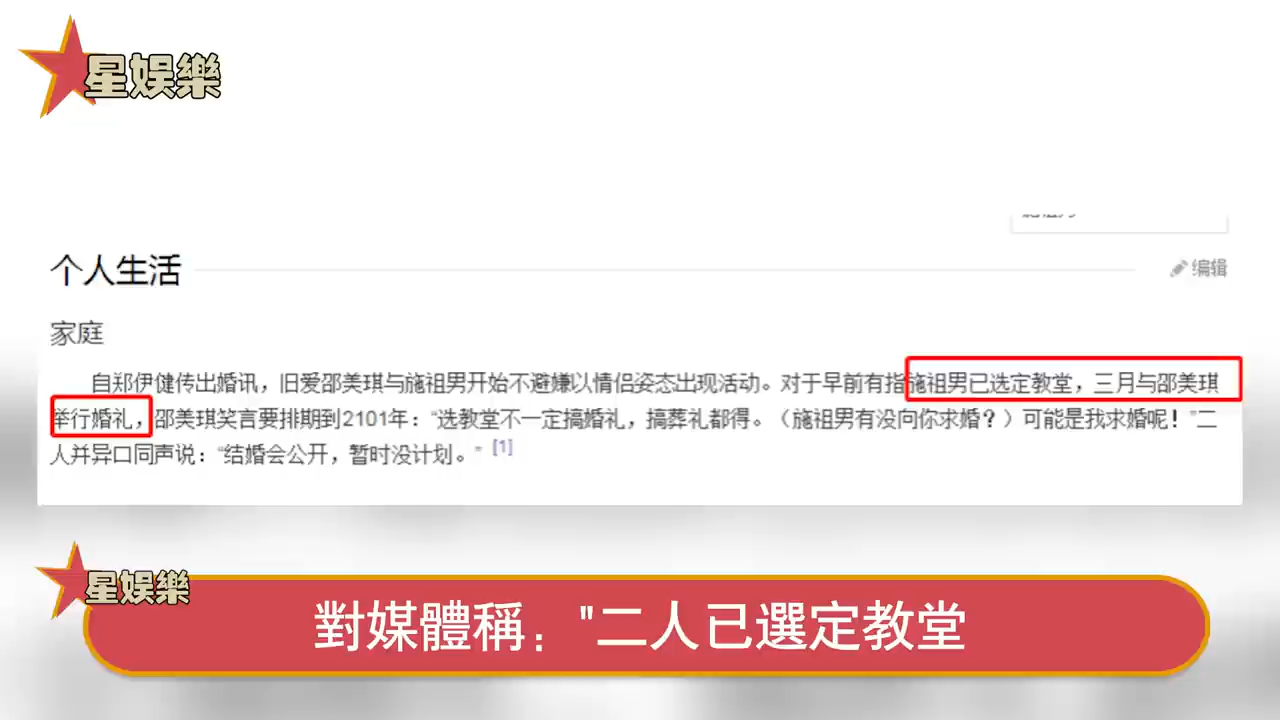 星娱樂
个人生活
编辑
家庭
自郑伊健传出婚讯，旧爱邵美琪与施祖男开始不避嫌以情侣姿态出现活动。对于早前有指施祖男已选定教堂，三月与邵美琪
举行婚礼，邵美琪笑言要排期到2101年：“选教堂不一定搞婚礼，搞葬礼都得。（施祖男有没向你求婚？）可能是我求婚呢！”二
人并异口同声说：“结婚会公开，暂时没计划。” [1]
星娱樂
對媒體稱："二人已選定教堂